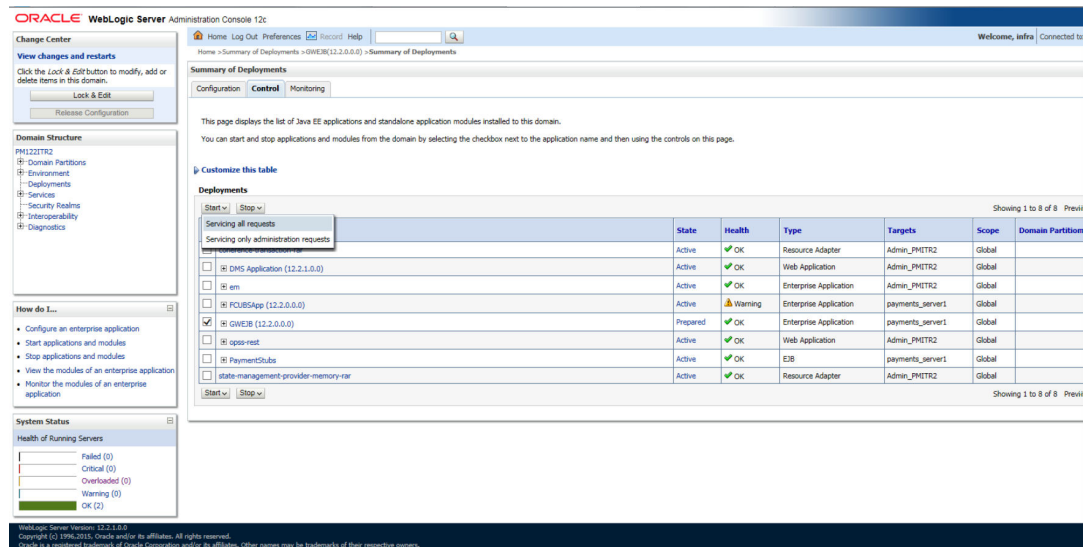 ORACLE WebLogic Server Administration Console 12c
Change Center
View changes and restarts
Click the Lock & Edit button to modify, add or
delete items in this domain.
Lock & Edit
Release Configuration
Domain Structure
PM122ITR2
Domain Partitions
Environment
Deployments
Services
Security Realms
Interoperability
Diagnostics
How do I...
Configure an enterprise application
Start applications and modules
Stop applications and modules
View the modules of an enterprise application
Monitor the modules of an enterprise
application
System Status
Health of Running Servers
Failed (0)
Critical (0)
Overloaded (0)
Warning (0)
OK (2)
Home Log Out Preferences Record Help
Welcome, infra Connected to
Home >Summary of Deployments >GWEJB(12.2.0.0.0) >Summary of Deployments
Summary of Deployments
Configuration Control Monitoring
This page displays the list of Java EE applications and standalone application modules installed to this domain.
You can start and stop applications and modules from the domain by selecting the checkbox next to the application name and then using the controls on this page.
Customize this table
Deployments
Start Stop
Showing 1 to 8 of 8
Servicing all requests
Servicing only administration requests
State Health Type Targets Scope Domain Partition
coherence-transaction-rar Active OK Resource Adapter Admin_PMITR2 Global
DMS Application (12.2.1.0.0) Active OK Web Application Admin_PMITR2 Global
em Active OK Enterprise Application Admin_PMITR2 Global
FCUBSApp (12.2.0.0.0) Active Warning Enterprise Application payments_server1 Global
GWEJB (12.2.0.0.0) Prepared OK Enterprise Application payments_server1 Global
opss-rest Active OK Web Application Admin_PMITR2 Global
PaymentStubs Active OK EJB payments_server1 Global
state-management-provider-memory-rar Active OK Resource Adapter Admin_PMITR2 Global
Start Stop
Showing 1 to 8 of 8
WebLogic Server Version: 12.2.1.0.0
Copyright (c) 1996,2015, Oracle and/or its affiliates. All rights reserved.
Oracle is a registered trademark of Oracle Corporation and/or its affiliates. Other names may be trademarks of their respective owners.